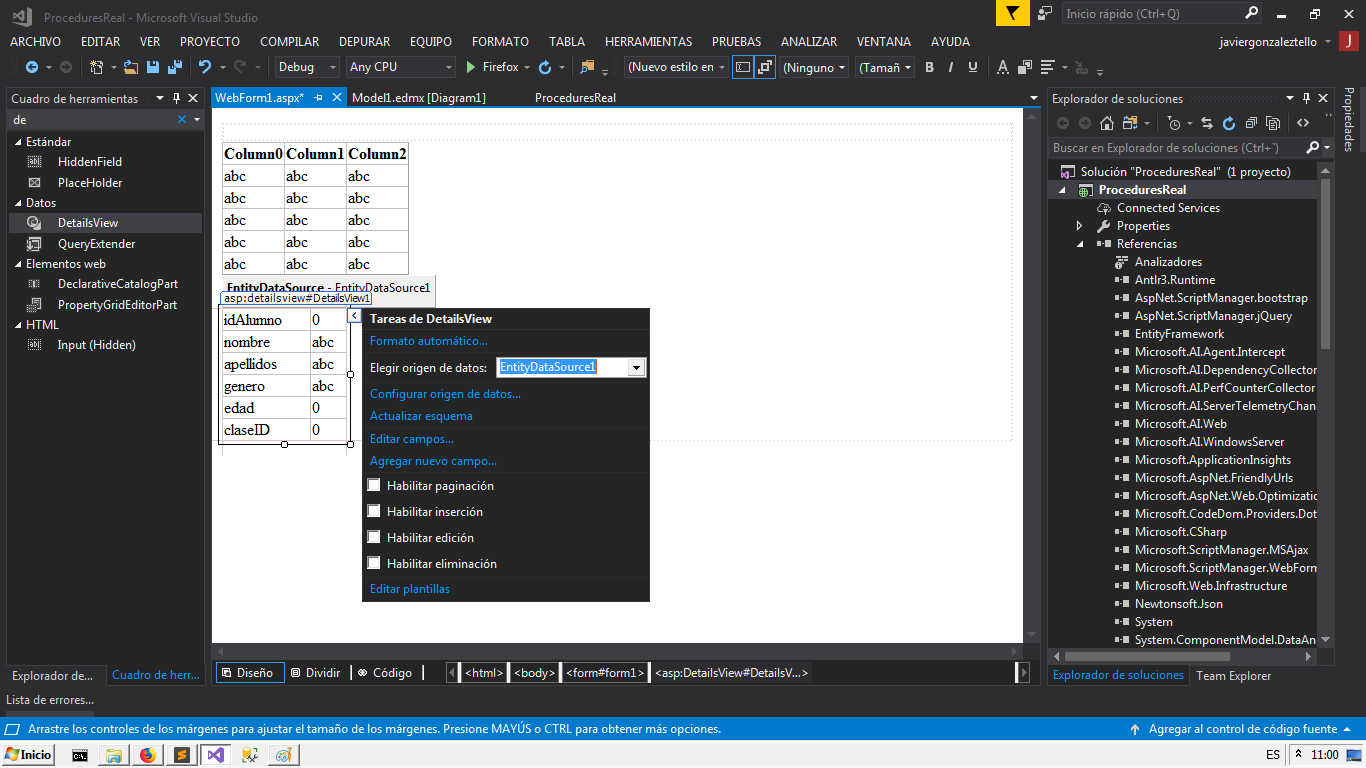 ProceduresReal - Microsoft Visual Studio
Inicio rápido (Ctrl+Q)
ARCHIVO EDITAR VER PROYECTO COMPILAR DEPURAR EQUIPO FORMATO TABLA HERRAMIENTAS PRUEBAS ANALIZAR VENTANA AYUDA
javiergonzaleztello J
Debug Any CPU Firefox (Nuevo estilo en (Ninguno (Tamañ B I U A
Cuadro de herramientas
de
Estándar
HiddenField
PlaceHolder
Datos
DetailsView
QueryExtender
Elementos web
DeclarativeCatalogPart
PropertyGridEditorPart
HTML
Input (Hidden)
Explorador de...
Cuadro de herr...
WebForm1.aspx*
Model1.edmx [Diagram1]
ProceduresReal
Column0 Column1 Column2
abc abc abc
abc abc abc
abc abc abc
abc abc abc
abc abc abc
EntityDataSource - EntityDataSource1
asp:detailsview#DetailsView1
idAlumno 0
nombre abc
apellidos abc
genero abc
edad 0
claseID 0
Tareas de DetailsView
Formato automático...
Elegir origen de datos: EntityDataSource1
Configurar origen de datos...
Actualizar esquema
Editar campos...
Agregar nuevo campo...
Habilitar paginación
Habilitar inserción
Habilitar edición
Habilitar eliminación
Editar plantillas
Diseño Dividir Código
<html> <body> <form#form1> <asp:DetailsView#DetailsV...>
Explorador de soluciones
Buscar en Explorador de soluciones (Ctrl+`)
Solución "ProceduresReal" (1 proyecto)
ProceduresReal
Connected Services
Properties
Referencias
Analizadores
Antlr3.Runtime
AspNet.ScriptManager.bootstrap
AspNet.ScriptManager.jQuery
EntityFramework
Microsoft.AI.Agent.Intercept
Microsoft.AI.DependencyCollector
Microsoft.AI.PerfCounterCollector
Microsoft.AI.ServerTelemetryChan
Microsoft.AI.Web
Microsoft.AI.WindowsServer
Microsoft.ApplicationInsights
Microsoft.AspNet.FriendlyUrls
Microsoft.AspNet.Web.Optimizatio
Microsoft.CodeDom.Providers.Dot
Microsoft.CSharp
Microsoft.ScriptManager.MSAjax
Microsoft.ScriptManager.WebForm
Microsoft.Web.Infrastructure
Newtonsoft.Json
System
System.ComponentModel.DataAn
Explorador de soluciones
Team Explorer
Propiedades
Lista de errores...
Arrastre los controles de los márgenes para ajustar el tamaño de los márgenes. Presione MAYÚS o CTRL para obtener más opciones.
Agregar al control de código fuente
Inicio
ES
11:00